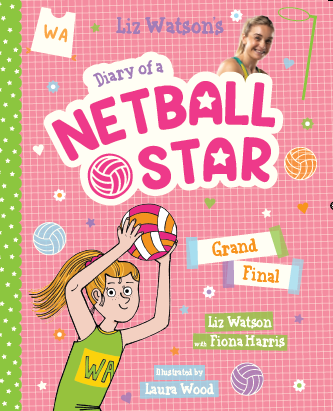 WA
Liz Watson's
Diary of a
NETBALL
STAR
Grand
Final
Liz Watson
with Fiona Harris
WA
Illustrated by
Laura Wood